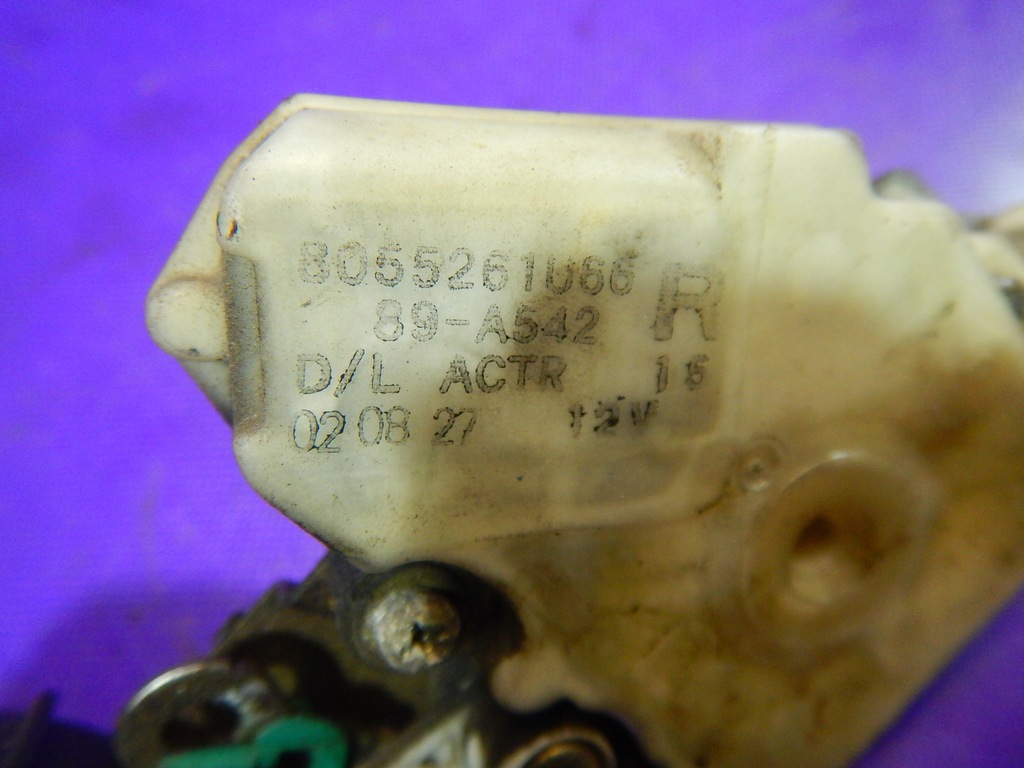 8055261066 R
89-A542
D/L ACTR 16
02 08 27 12V